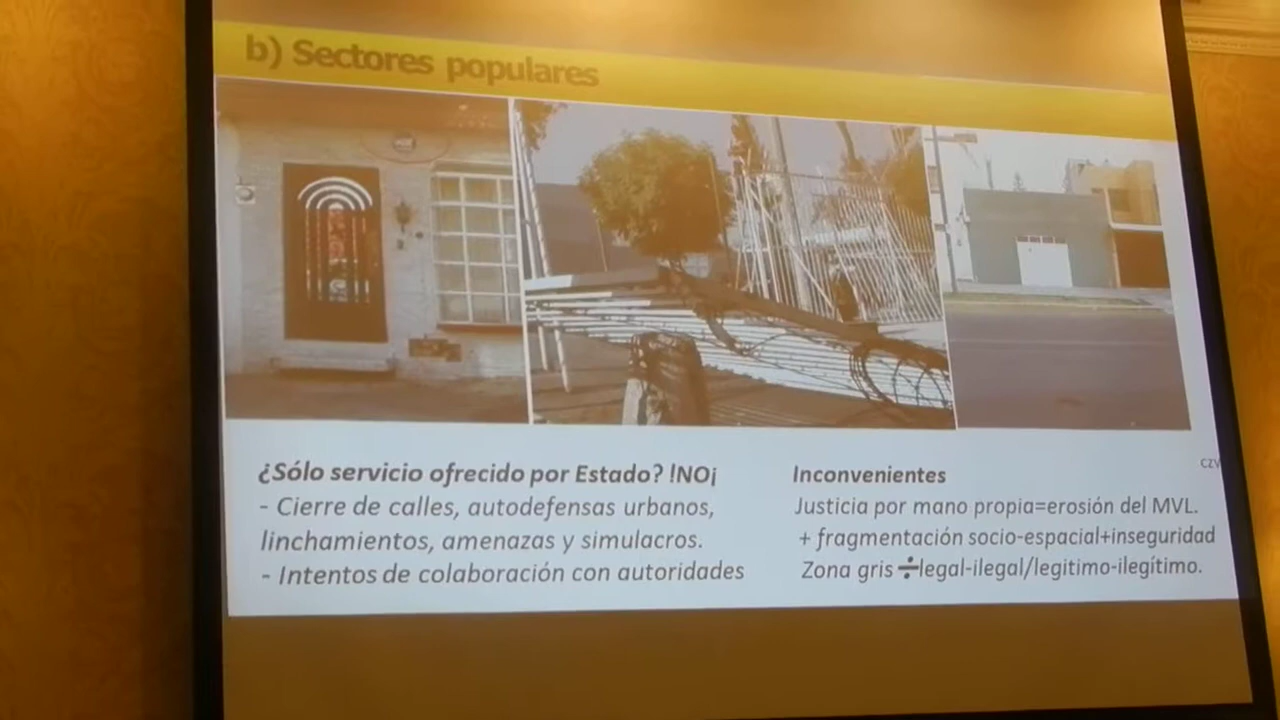 b) Sectores populares
¿Sólo servicio ofrecido por Estado? !NO¡
- Cierre de calles, autodefensas urbanos,
linchamientos, amenazas y simulacros.
- Intentos de colaboración con autoridades
CZV
Inconvenientes
Justicia por mano propia=erosión del MVL.
+ fragmentación socio-espacial+inseguridad
Zona gris ÷legal-ilegal/legitimo-ilegítimo.